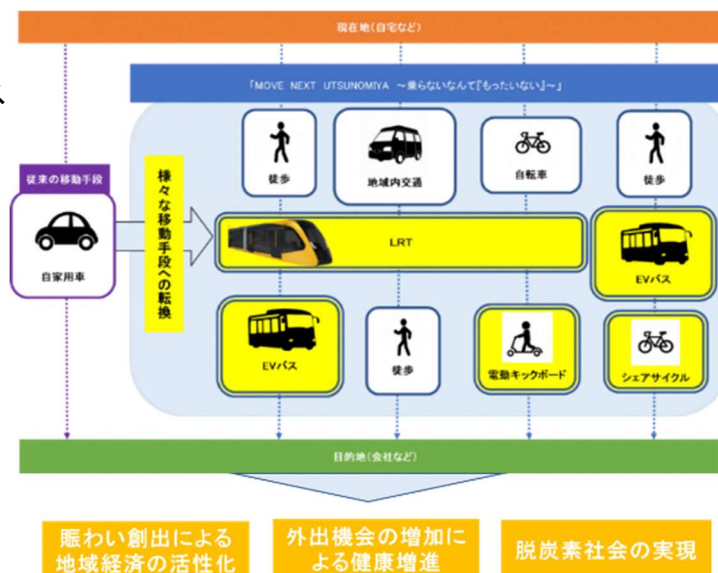 現在地(自宅など)
「MOVE NEXT UTSUNOMIYA ～乗らないなんて『もったいない』～」
従来の移動手段
自家用車
様々な移動手段への転換
徒歩
地域内交通
自転車
徒歩
LRT
EVバス
EVバス
徒歩
電動キックボード
シェアサイクル
目的地(会社など)
賑わい創出による
地域経済の活性化
外出機会の増加に
よる健康増進
脱炭素社会の実現